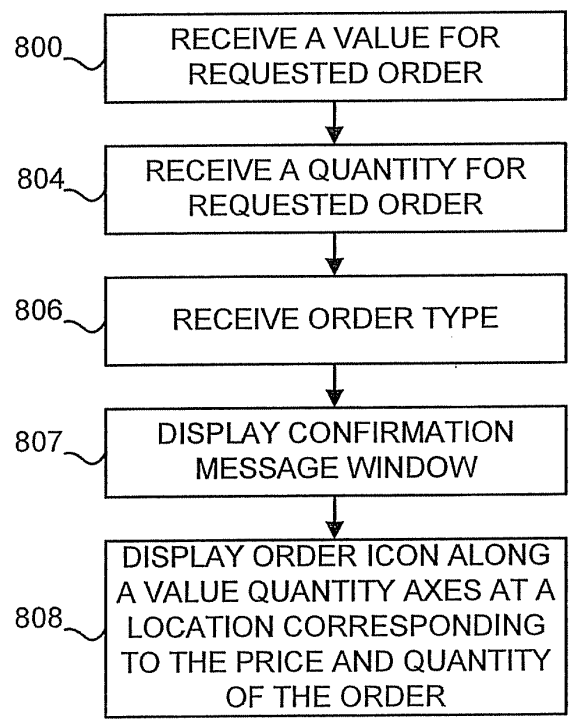 800
RECEIVE A VALUE FOR
REQUESTED ORDER
804
RECEIVE A QUANTITY FOR
REQUESTED ORDER
806
RECEIVE ORDER TYPE
807
DISPLAY CONFIRMATION
MESSAGE WINDOW
808
DISPLAY ORDER ICON ALONG
A VALUE QUANTITY AXES AT A
LOCATION CORRESPONDING
TO THE PRICE AND QUANTITY
OF THE ORDER